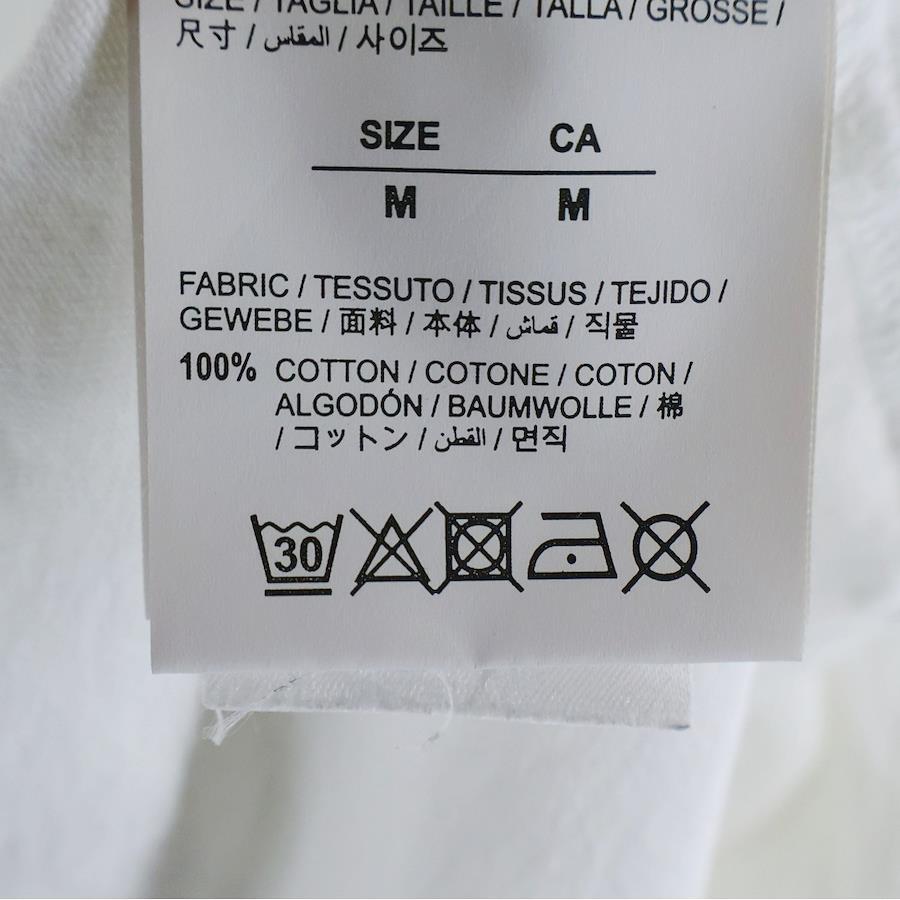 SIZE / TAGLIA / TAILLE / TALLA / GROSSE /
尺寸 / المقاس / 사이즈
SIZE CA
M M
FABRIC / TESSUTO / TISSUS / TEJIDO /
GEWEBE / 面料 / 本体 / قماش / 직물
100% COTTON / COTONE / COTON /
ALGODÓN / BAUMWOLLE / 棉
/ コットン / القطن / 면직
30